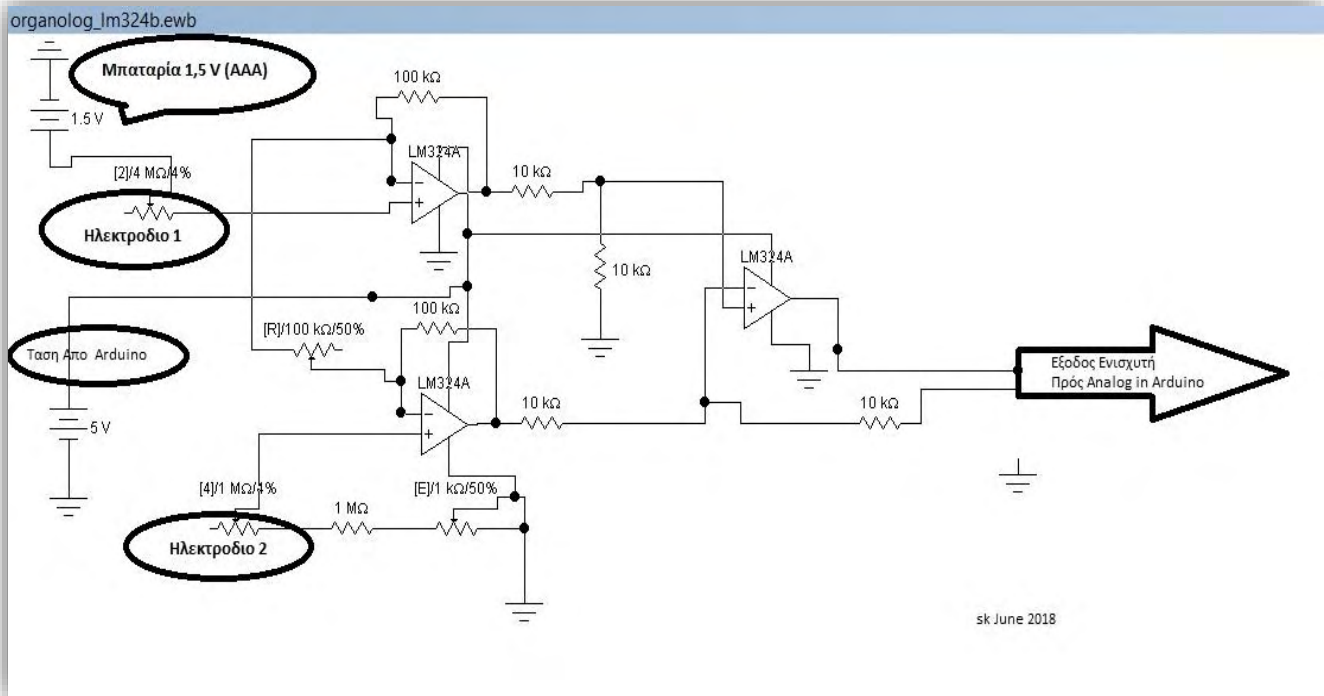 organolog_lm324b.ewb
Μπαταρία 1,5 V (AAA)
1.5 V
100 kΩ
LM324A
[2]/4 MΩ/4%
10 kΩ
Ηλεκτροδιο 1
10 kΩ
LM324A
100 kΩ
[R]/100 kΩ/50%
Ταση Απο Arduino
LM324A
5 V
10 kΩ
10 kΩ
Εξοδος Ενισχυτή
Πρός Analog in Arduino
[4]/1 MΩ/4%
[E]/1 kΩ/50%
1 MΩ
Ηλεκτροδιο 2
sk June 2018